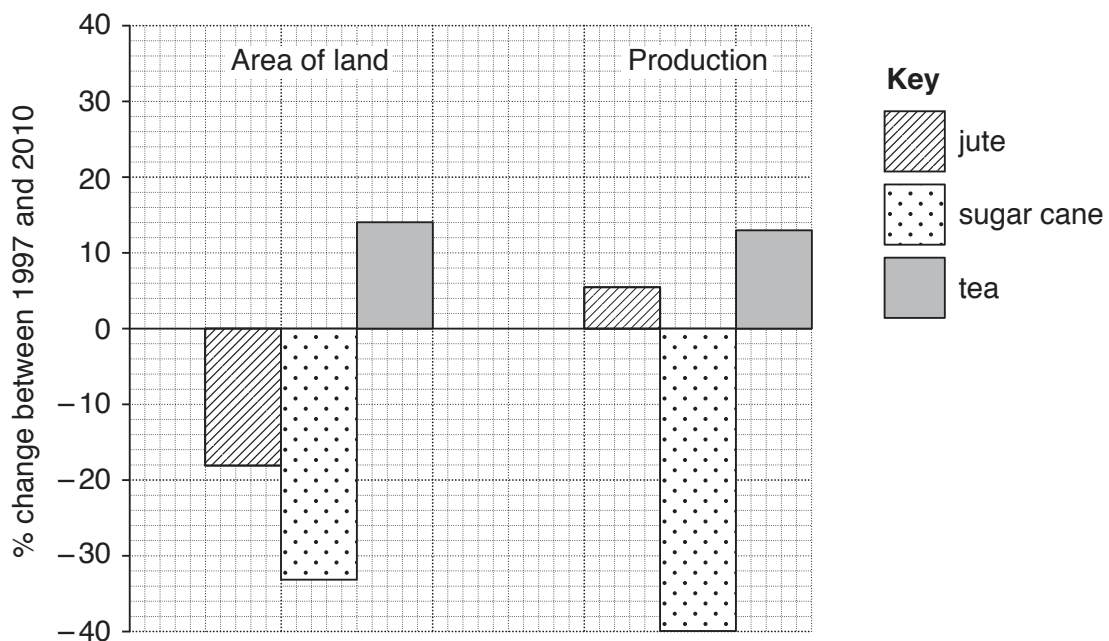 % change between 1997 and 2010
40
30
20
10
0
−10
−20
−30
−40
Area of land
Production
Key
jute
sugar cane
tea